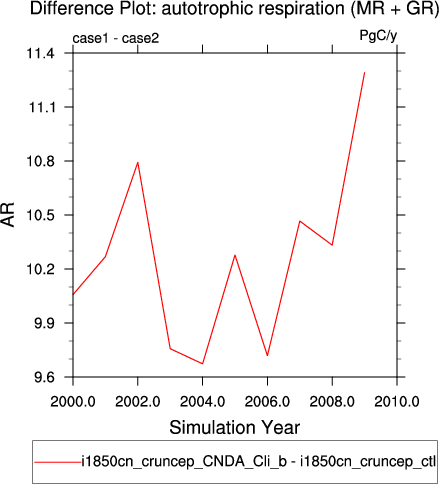 Difference Plot: autotrophic respiration (MR + GR)
case1 - case2
PgC/y
11.4
11.1
10.8
10.5
10.2
9.9
9.6
AR
2000.0 2002.0 2004.0 2006.0 2008.0 2010.0
Simulation Year
i1850cn_cruncep_CNDA_Cli_b - i1850cn_cruncep_ctl